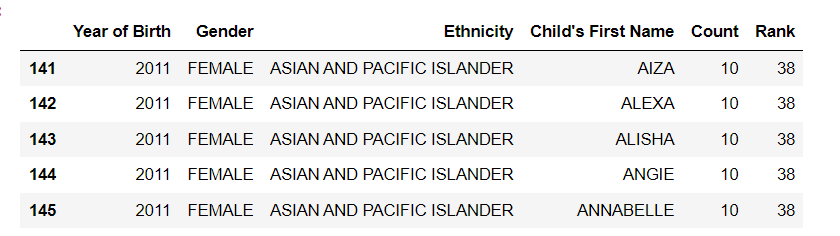 Year of Birth Gender Ethnicity Child's First Name Count Rank
141 2011 FEMALE ASIAN AND PACIFIC ISLANDER AIZA 10 38
142 2011 FEMALE ASIAN AND PACIFIC ISLANDER ALEXA 10 38
143 2011 FEMALE ASIAN AND PACIFIC ISLANDER ALISHA 10 38
144 2011 FEMALE ASIAN AND PACIFIC ISLANDER ANGIE 10 38
145 2011 FEMALE ASIAN AND PACIFIC ISLANDER ANNABELLE 10 38